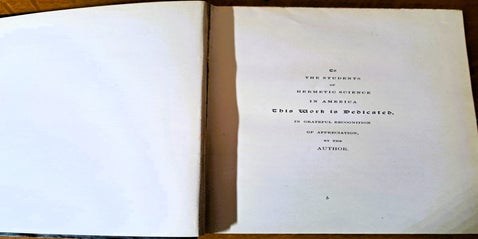 To
THE STUDENTS
OF
HERMETIC SCIENCE
IN AMERICA
This Work is Dedicated,
IN GRATEFUL RECOGNITION
OF APPRECIATION,
BY THE
AUTHOR.